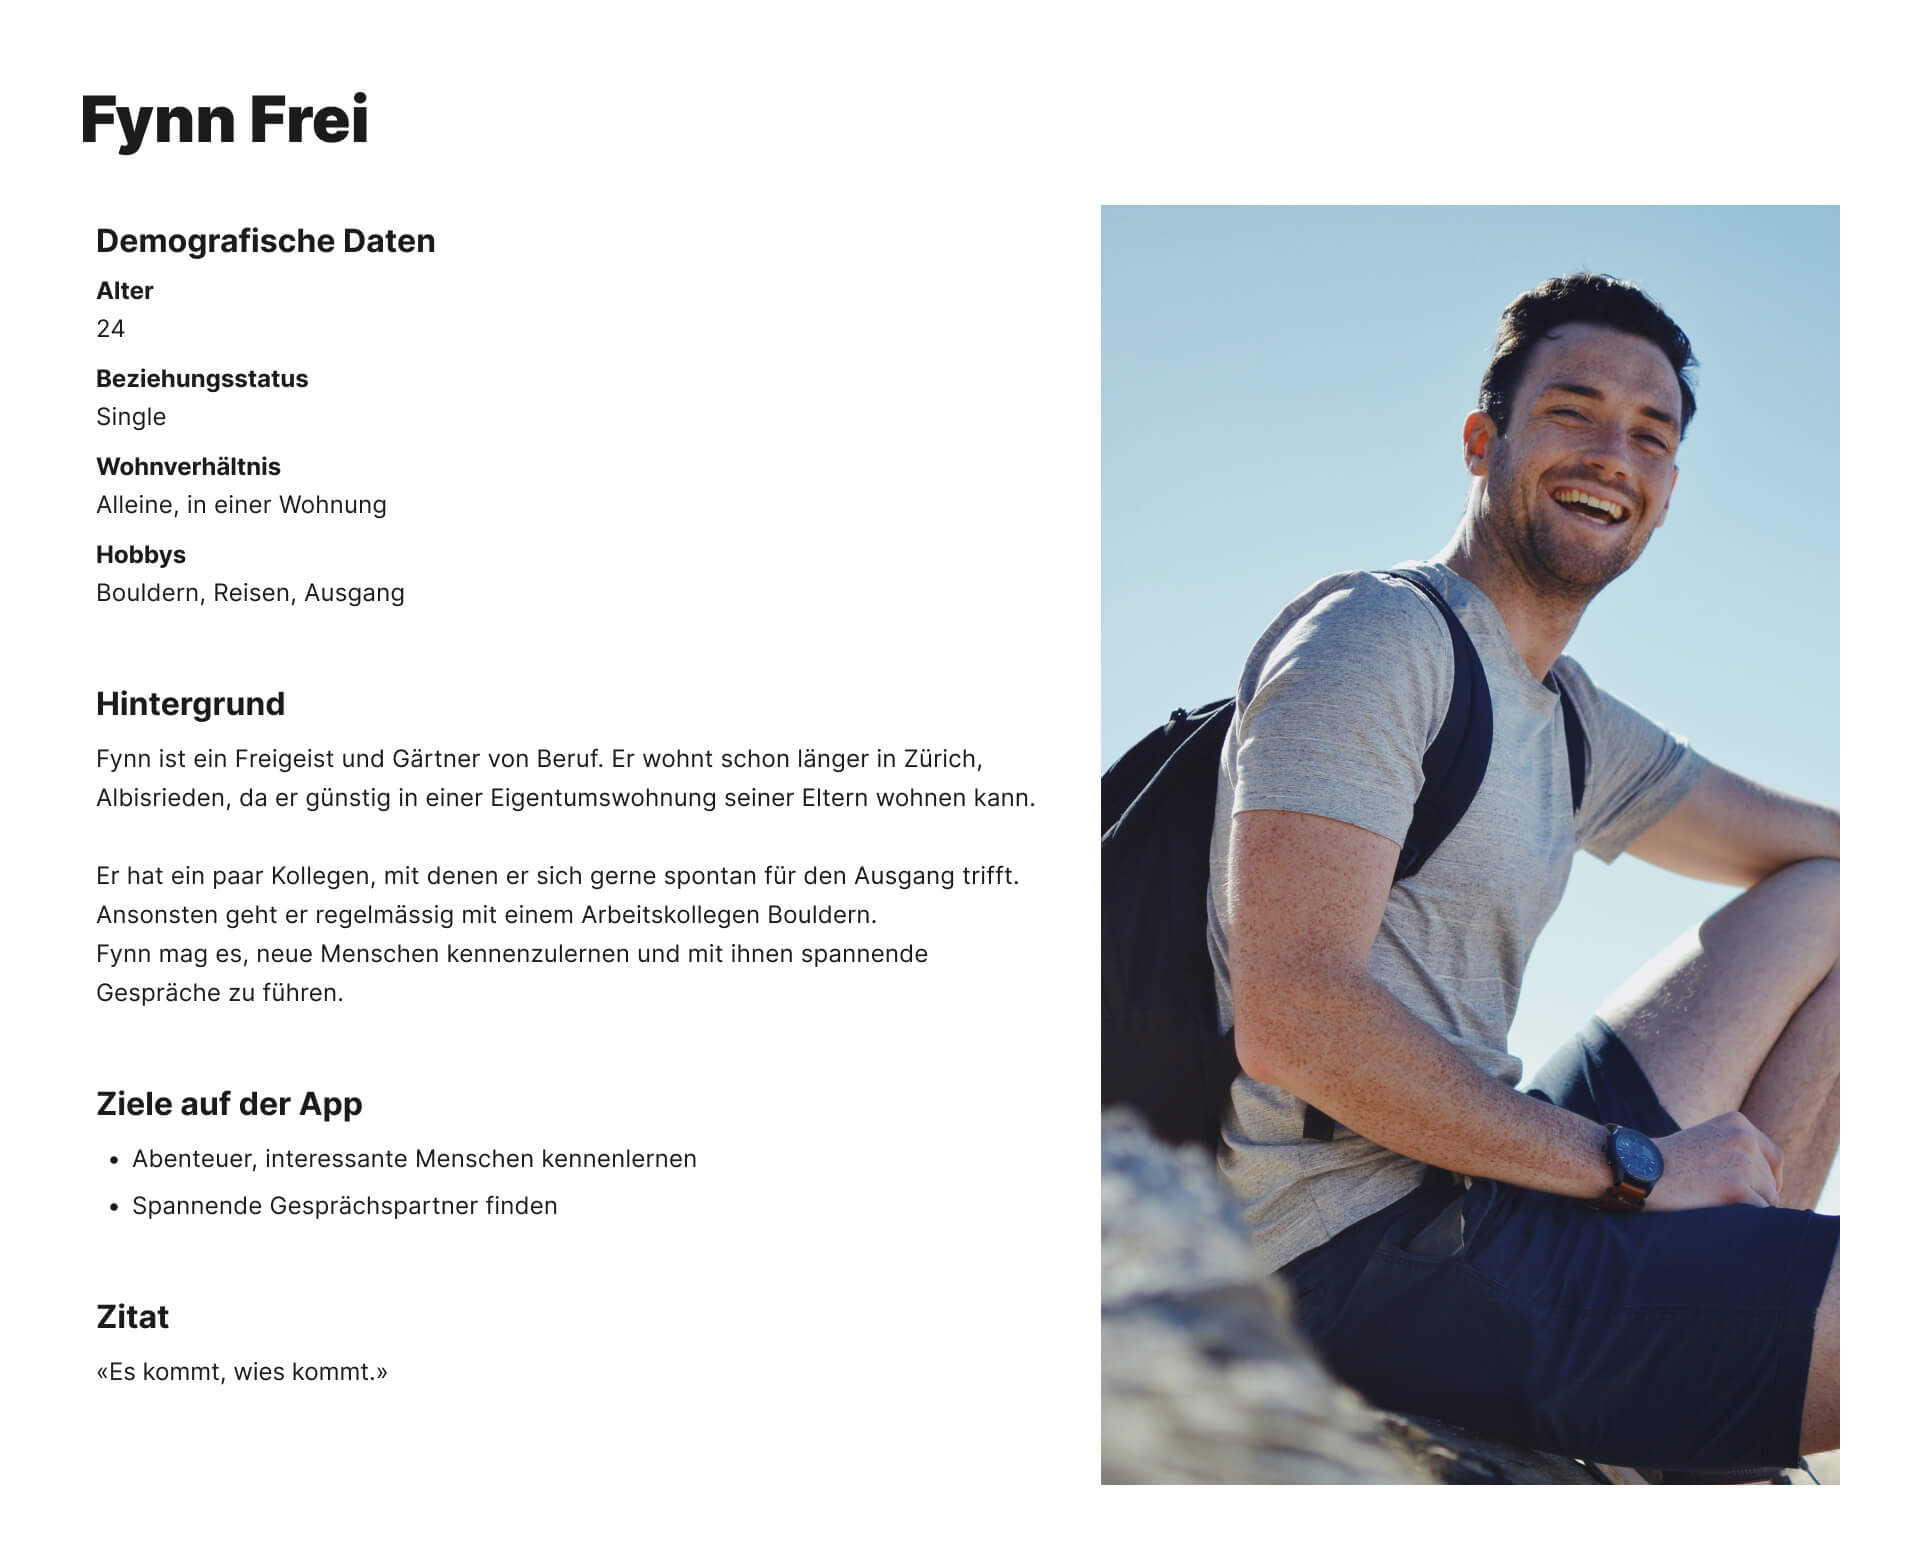 Fynn Frei
Demografische Daten
Alter
24
Beziehungsstatus
Single
Wohnverhältnis
Alleine, in einer Wohnung
Hobbys
Bouldern, Reisen, Ausgang
Hintergrund
Fynn ist ein Freigeist und Gärtner von Beruf. Er wohnt schon länger in Zürich,
Albisrieden, da er günstig in einer Eigentumswohnung seiner Eltern wohnen kann.
Er hat ein paar Kollegen, mit denen er sich gerne spontan für den Ausgang trifft.
Ansonsten geht er regelmässig mit einem Arbeitskollegen Bouldern.
Fynn mag es, neue Menschen kennenzulernen und mit ihnen spannende
Gespräche zu führen.
Ziele auf der App
• Abenteuer, interessante Menschen kennenlernen
• Spannende Gesprächspartner finden
Zitat
«Es kommt, wies kommt.»